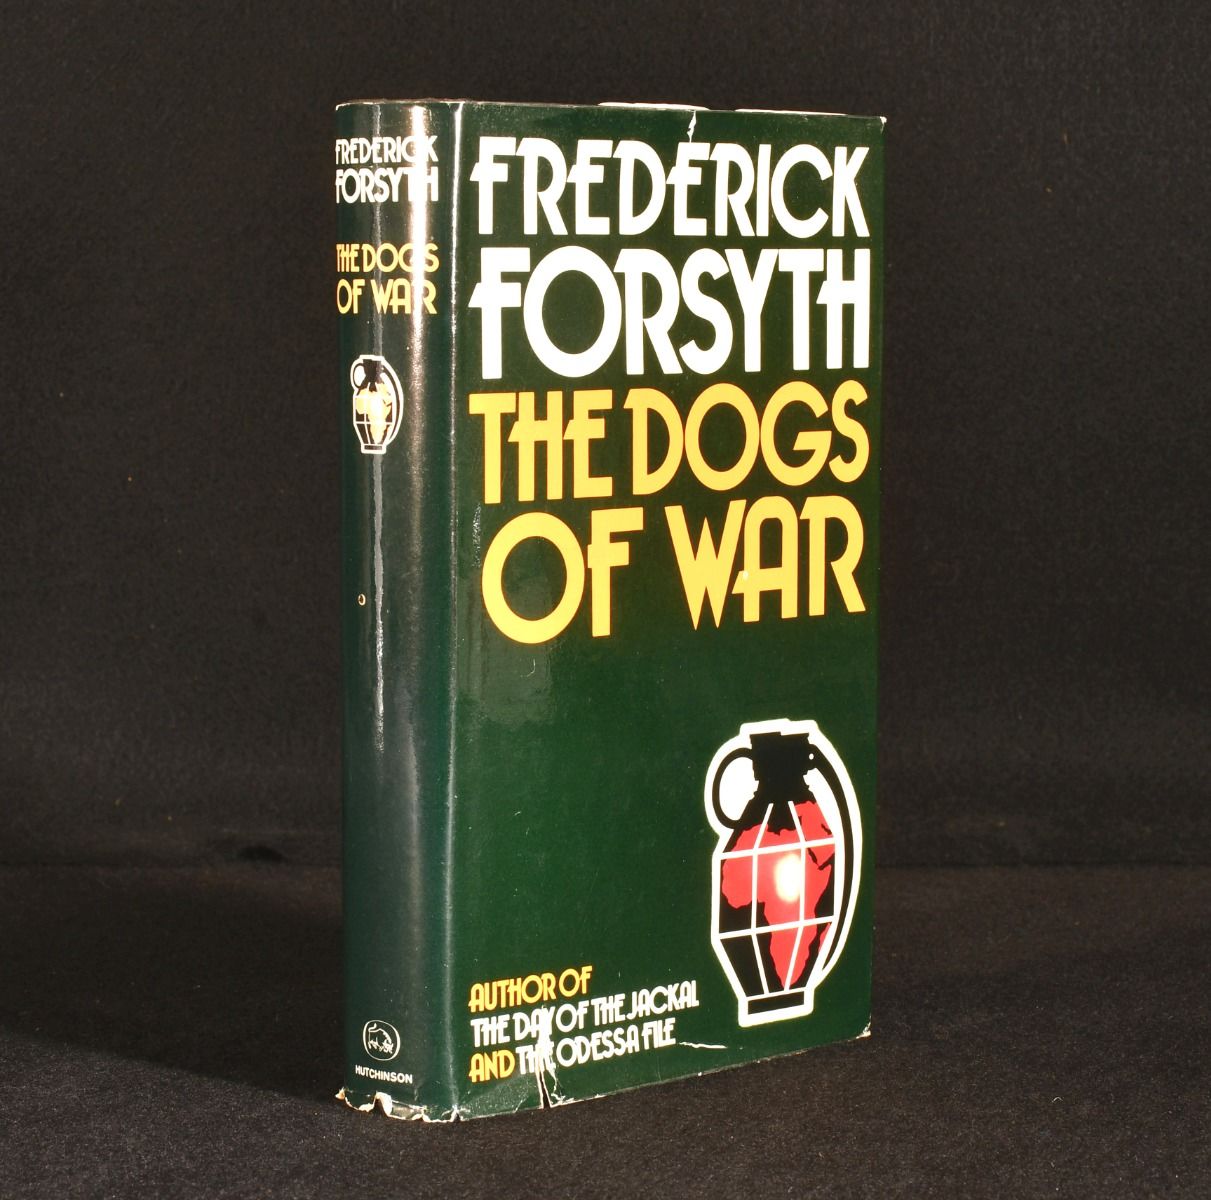 FREDERICK
FORSYTH
THE DOGS
OF WAR
HUTCHINSON
FREDERICK
FORSYTH
THE DOGS
OF WAR
AUTHOR OF
THE DAY OF THE JACKAL
AND THE ODESSA FILE